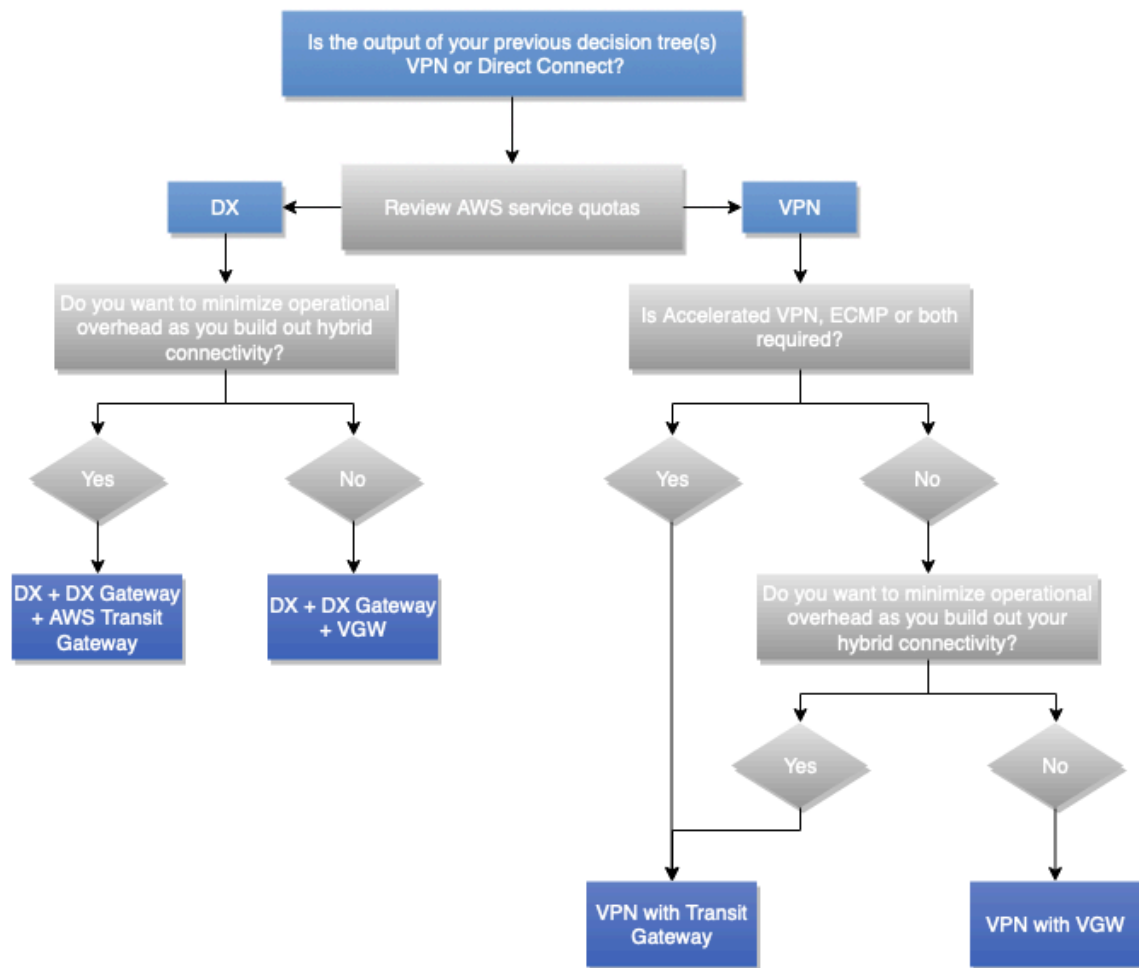 Is the output of your previous decision tree(s)
VPN or Direct Connect?
DX
Review AWS service quotas
VPN
Do you want to minimize operational
overhead as you build out hybrid
connectivity?
Is Accelerated VPN, ECMP or both
required?
Yes
No
Yes
No
DX + DX Gateway
+ AWS Transit
Gateway
DX + DX Gateway
+ VGW
Do you want to minimize operational
overhead as you build out your
hybrid connectivity?
Yes
No
VPN with Transit
Gateway
VPN with VGW